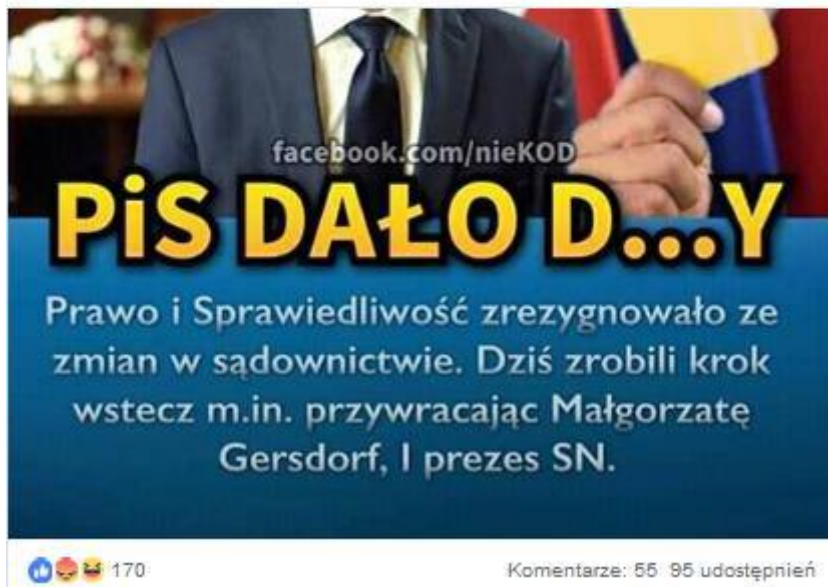 facebook.com/nieKOD
PiS DAŁO D...Y
Prawo i Sprawiedliwość zrezygnowało ze
zmian w sądownictwie. Dziś zrobili krok
wstecz m.in. przywracając Małgorzatę
Gersdorf, I prezes SN.
170 Komentarze: 55 95 udostępnień